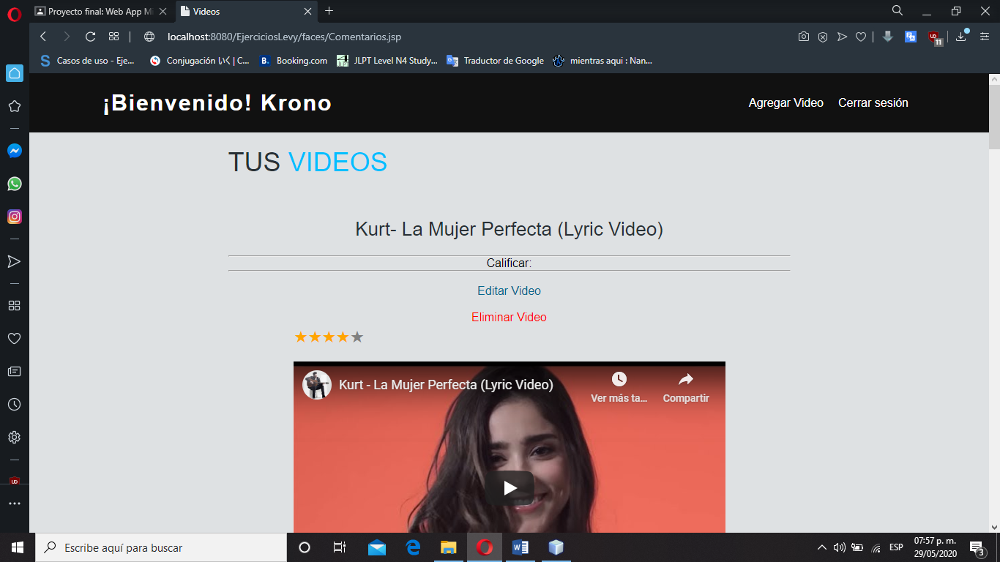 Proyecto final: Web App M
Videos
localhost:8080/EjerciciosLevy/faces/Comentarios.jsp
11
S Casos de uso - Eje... Conjugación いく | C... B. Booking.com JLPT Level N4 Study... Traductor de Google mientras aqui : Nan...
¡Bienvenido! Krono
Agregar Video Cerrar sesión
TUS VIDEOS
Kurt- La Mujer Perfecta (Lyric Video)
Calificar:
Editar Video
Eliminar Video
Kurt - La Mujer Perfecta (Lyric Video)
Ver más ta... Compartir
Escribe aquí para buscar
ESP
07:57 p. m.
29/05/2020
3